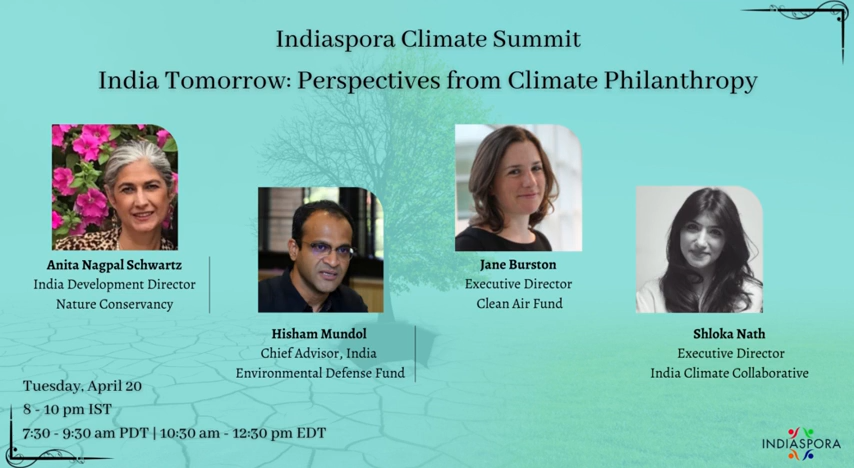 Indiaspora Climate Summit
India Tomorrow: Perspectives from Climate Philanthropy
Anita Nagpal Schwartz
India Development Director
Nature Conservancy
Hisham Mundol
Chief Advisor, India
Environmental Defense Fund
Jane Burston
Executive Director
Clean Air Fund
Shloka Nath
Executive Director
India Climate Collaborative
Tuesday, April 20
8 - 10 pm IST
7:30 - 9:30 am PDT | 10:30 am - 12:30 pm EDT
INDIASPORA